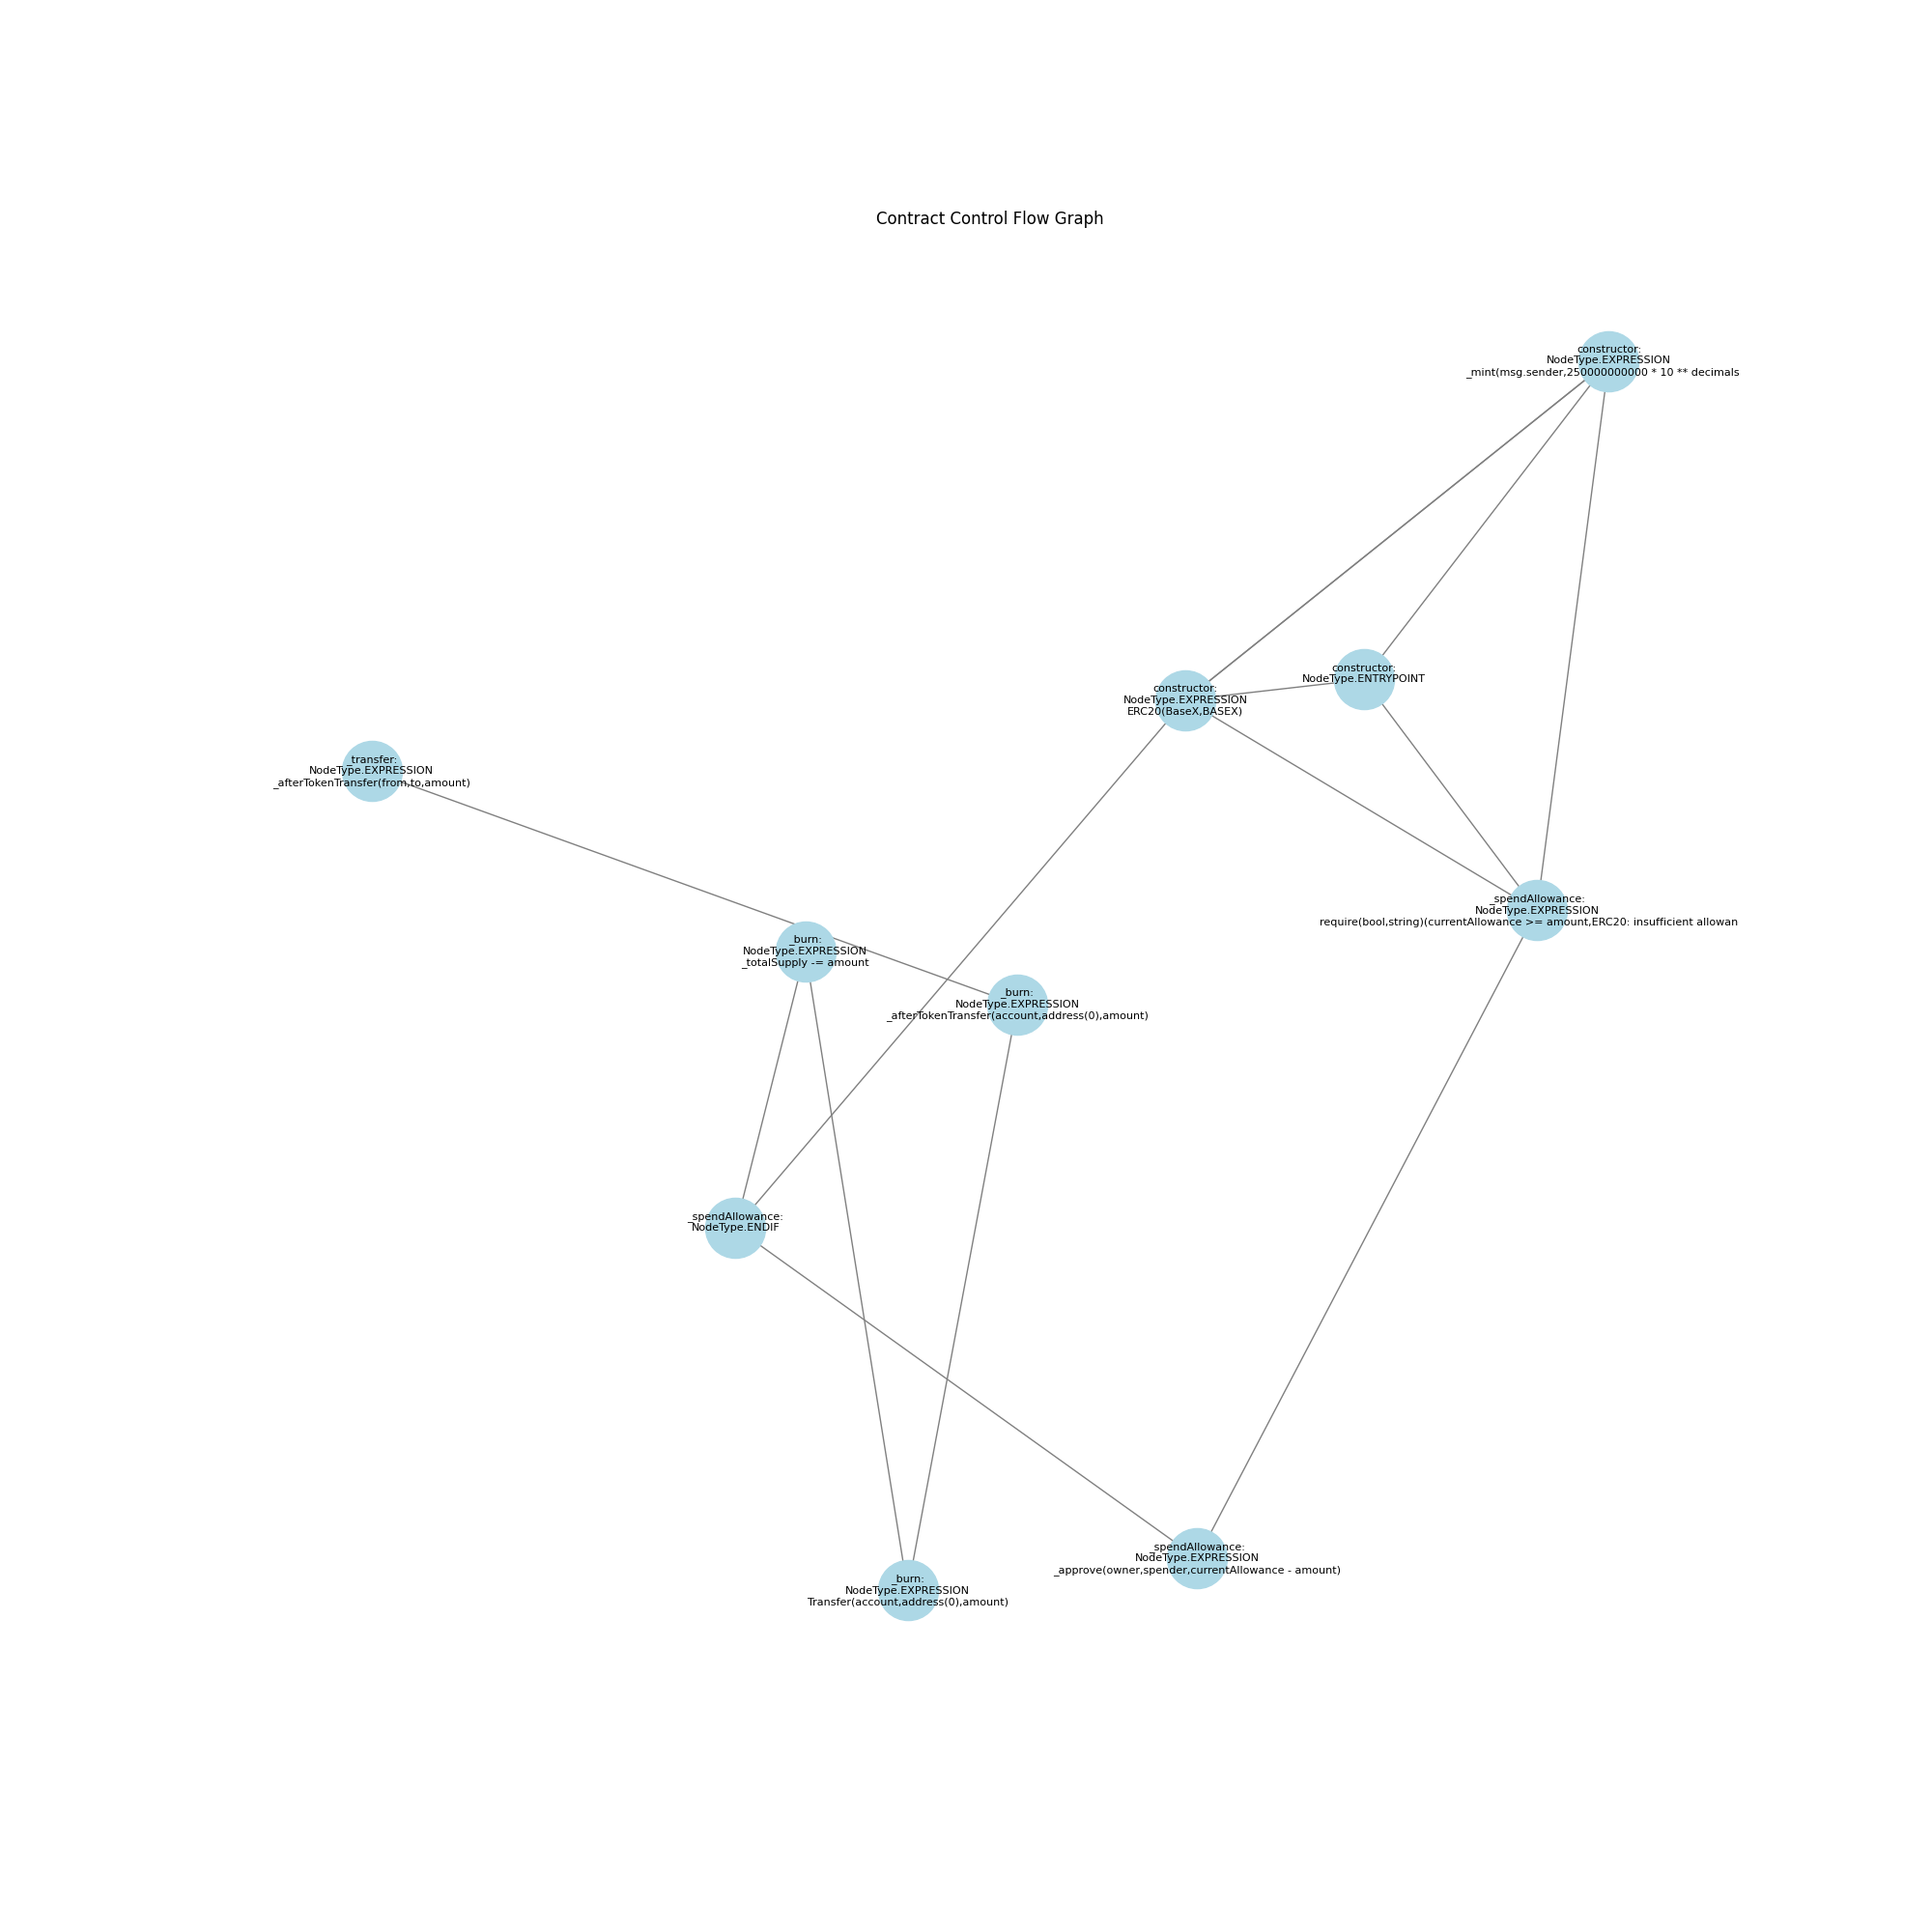 Contract Control Flow Graph
constructor:
NodeType.EXPRESSION
_mint(msg.sender,250000000000 * 10 ** decimals
constructor:
NodeType.ENTRYPOINT
constructor:
NodeType.EXPRESSION
ERC20(BaseX,BASEX)
_transfer:
NodeType.EXPRESSION
_afterTokenTransfer(from,to,amount)
_spendAllowance:
NodeType.EXPRESSION
require(bool,string)(currentAllowance >= amount,ERC20: insufficient allowan
_burn:
NodeType.EXPRESSION
_totalSupply -= amount
_burn:
NodeType.EXPRESSION
_afterTokenTransfer(account,address(0),amount)
_spendAllowance:
NodeType.ENDIF
_spendAllowance:
NodeType.EXPRESSION
_approve(owner,spender,currentAllowance - amount)
_burn:
NodeType.EXPRESSION
Transfer(account,address(0),amount)